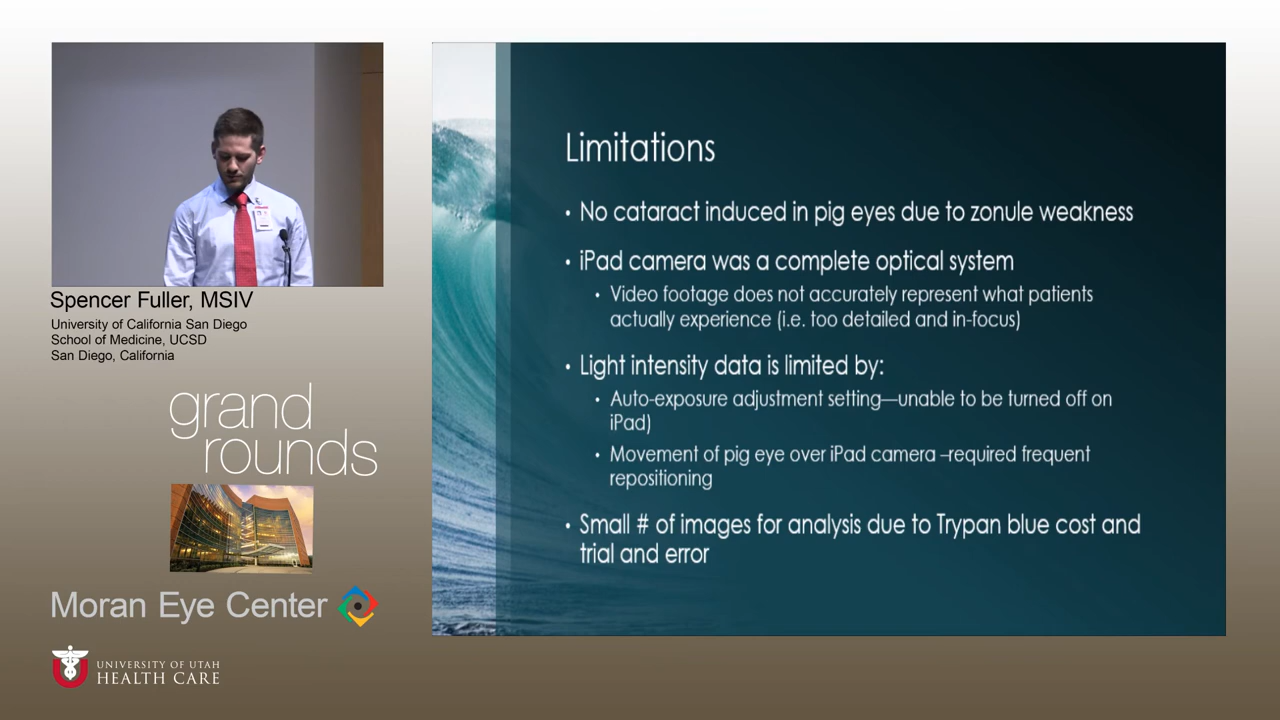 Spencer Fuller, MSIV
University of California San Diego
School of Medicine, UCSD
San Diego, California
grand
rounds
Moran Eye Center
UNIVERSITY OF UTAH
HEALTH CARE
Limitations
• No cataract induced in pig eyes due to zonule weakness
• iPad camera was a complete optical system
• Video footage does not accurately represent what patients
actually experience (i.e. too detailed and in-focus)
• Light intensity data is limited by:
• Auto-exposure adjustment setting—unable to be turned off on
iPad)
• Movement of pig eye over iPad camera –required frequent
repositioning
• Small # of images for analysis due to Trypan blue cost and
trial and error